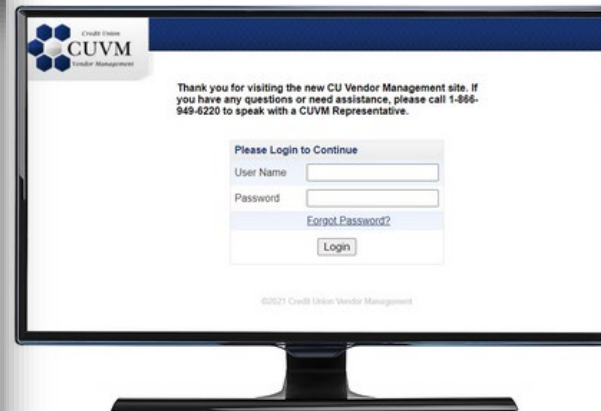 Credit Union
CUVM
Vendor Management
Thank you for visiting the new CU Vendor Management site. If
you have any questions or need assistance, please call 1-866-
949-6220 to speak with a CUVM Representative.
Please Login to Continue
User Name
Password
Forgot Password?
Login
©2021 Credit Union Vendor Management